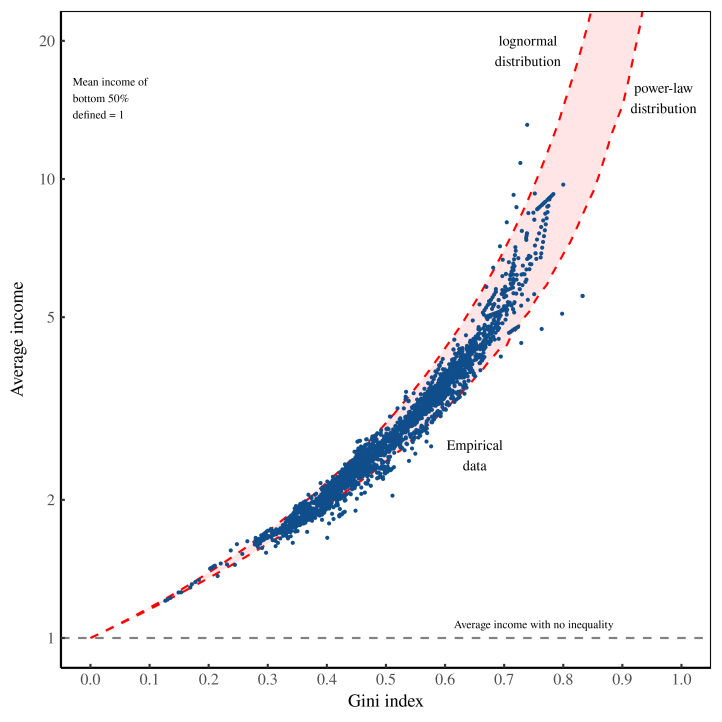 lognormal
distribution
Mean income of
bottom 50%
defined = 1
power-law
distribution
Empirical
data
Average income with no inequality
Average income
20
10
5
2
1
0.0 0.1 0.2 0.3 0.4 0.5 0.6 0.7 0.8 0.9 1.0
Gini index